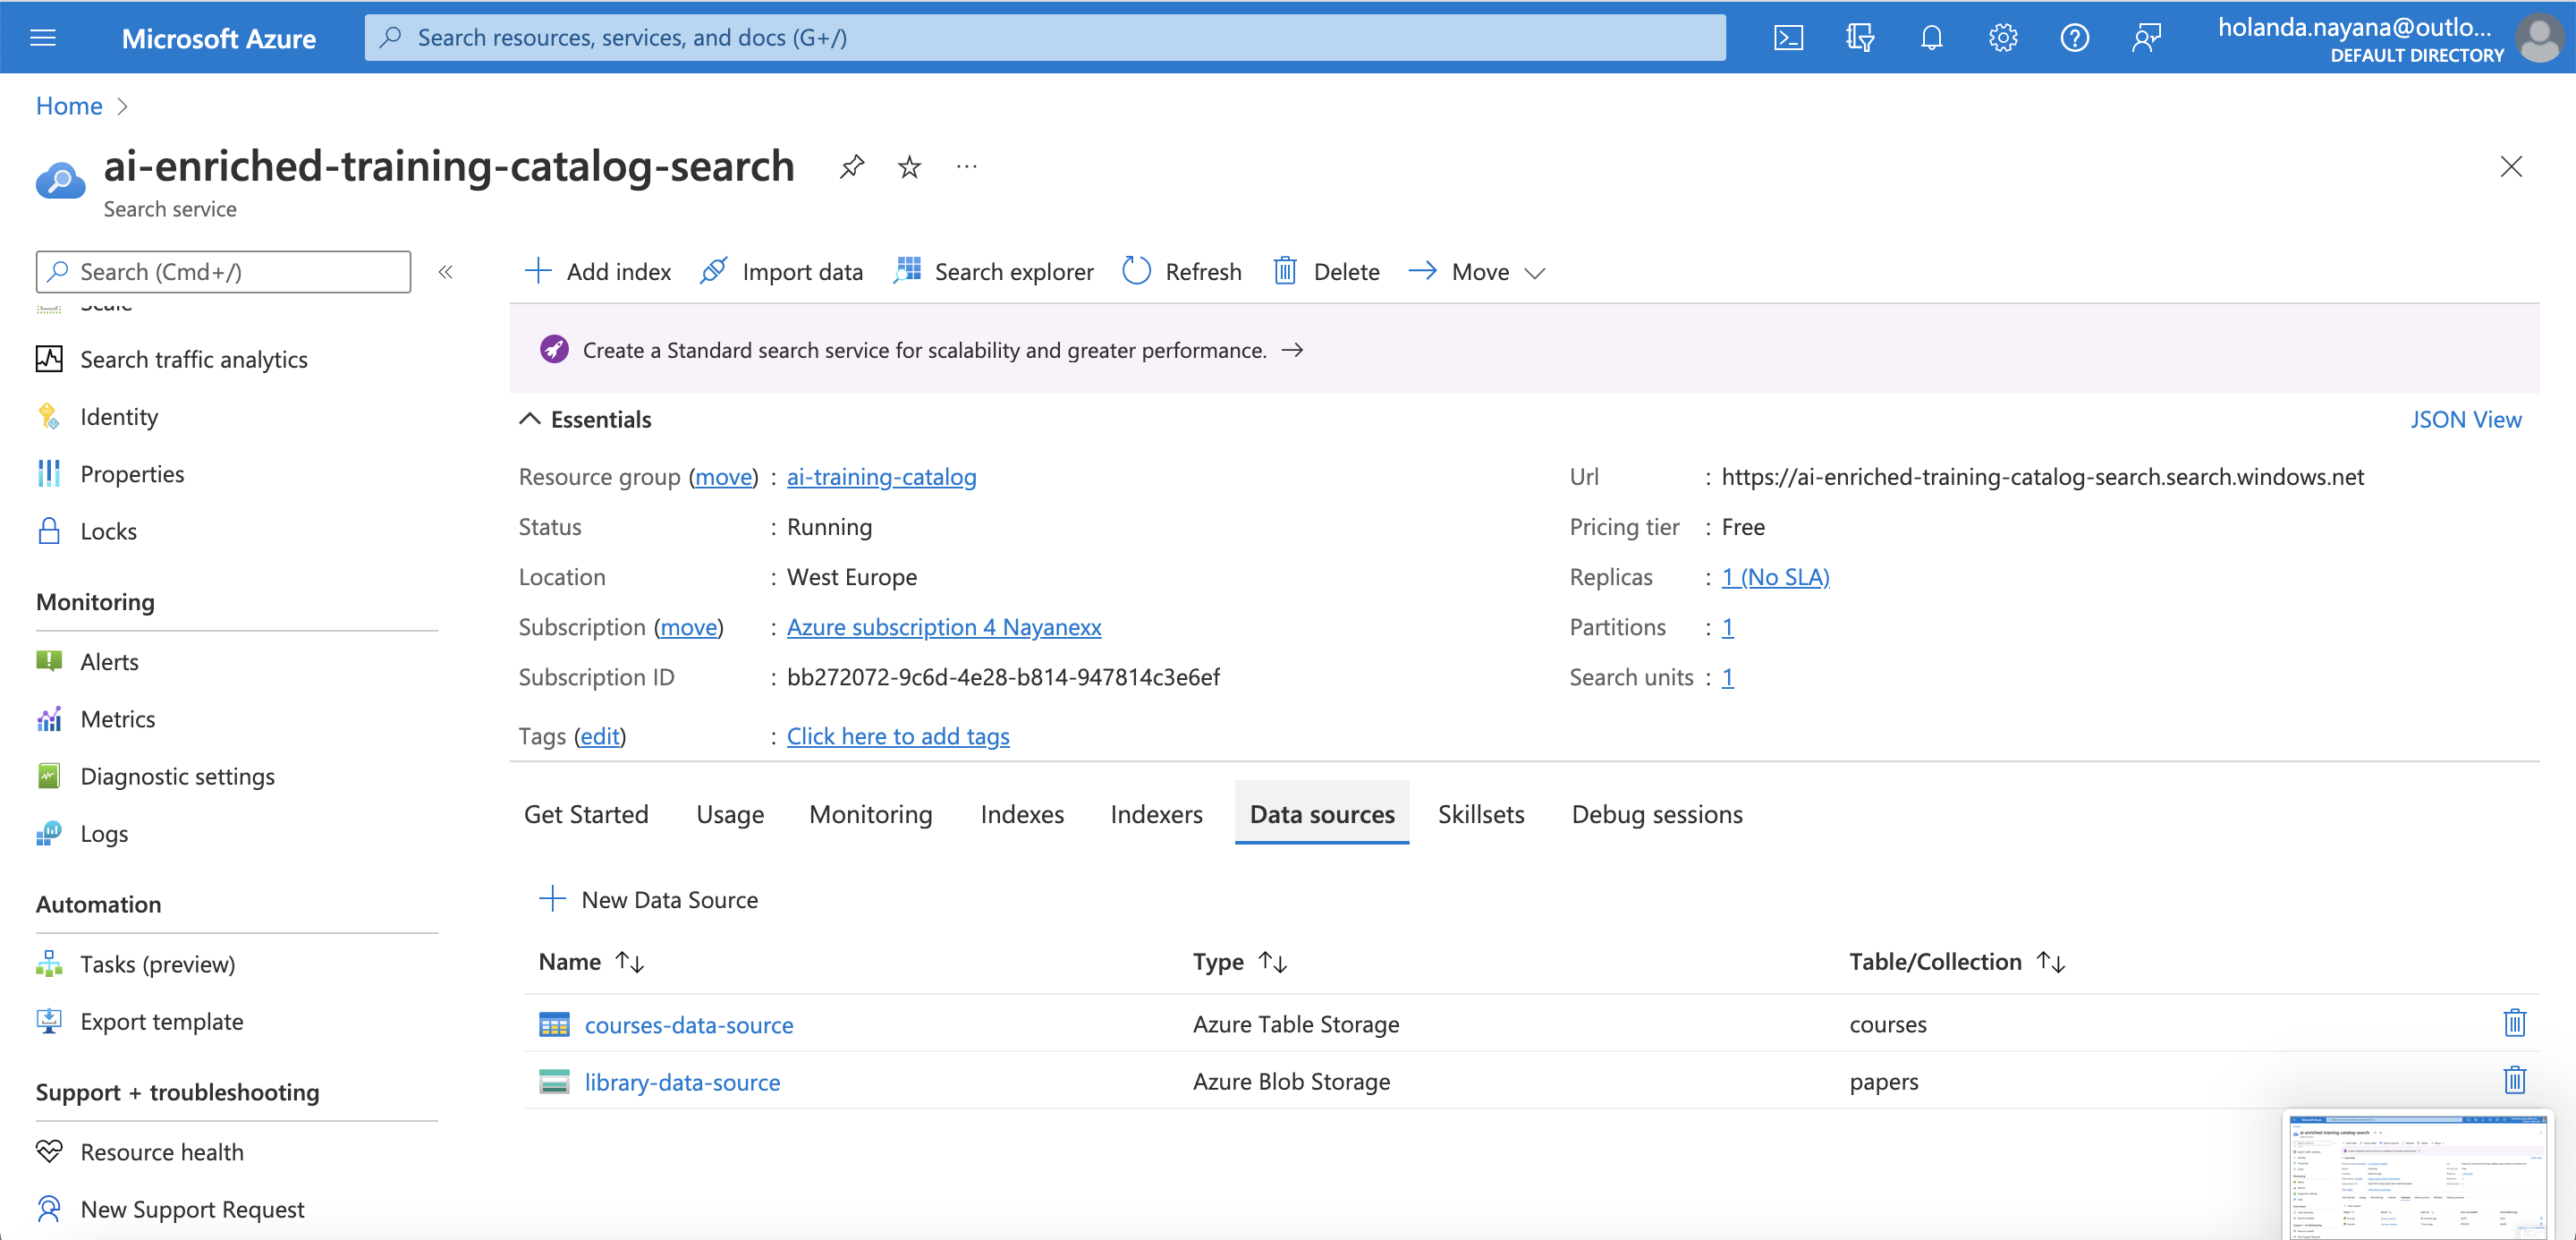 Microsoft Azure
Search resources, services, and docs (G+/)
holanda.nayana@outlo...
DEFAULT DIRECTORY
Home
ai-enriched-training-catalog-search
Search service
Search (Cmd+/)
Add index
Import data
Search explorer
Refresh
Delete
Move
Scale
Search traffic analytics
Identity
Properties
Locks
Monitoring
Alerts
Metrics
Diagnostic settings
Logs
Automation
Tasks (preview)
Export template
Support + troubleshooting
Resource health
New Support Request
Create a Standard search service for scalability and greater performance.
Essentials
JSON View
Resource group (move) : ai-training-catalog
Status : Running
Location : West Europe
Subscription (move) : Azure subscription 4 Nayanexx
Subscription ID : bb272072-9c6d-4e28-b814-947814c3e6ef
Tags (edit) : Click here to add tags
Url : https://ai-enriched-training-catalog-search.search.windows.net
Pricing tier : Free
Replicas : 1 (No SLA)
Partitions : 1
Search units : 1
Get Started Usage Monitoring Indexes Indexers Data sources Skillsets Debug sessions
New Data Source
Name Type Table/Collection
courses-data-source Azure Table Storage courses
library-data-source Azure Blob Storage papers